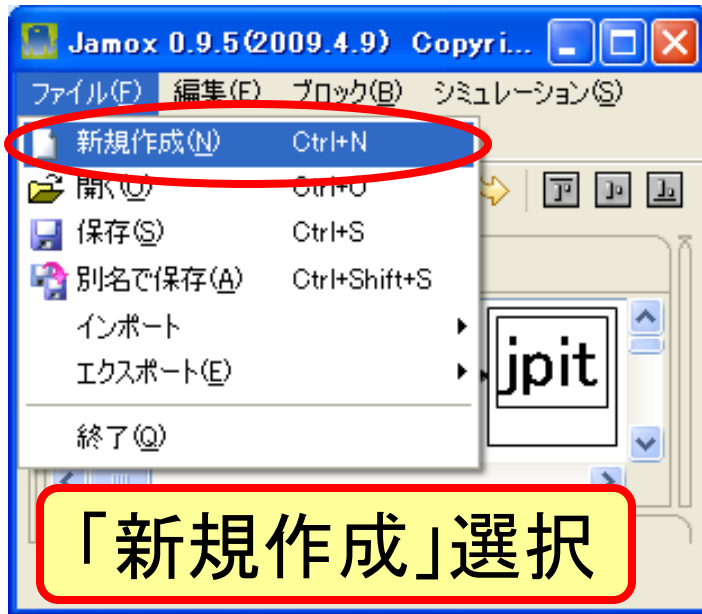 Jamox 0.9.5(2009.4.9) Copyri...
ファイル(F) 編集(E) ブロック(B) シミュレーション(S)
新規作成(N) Ctrl+N
開く(O) Ctrl+O
保存(S) Ctrl+S
別名で保存(A) Ctrl+Shift+S
インポート
エクスポート(E)
jpit
終了(Q)
「新規作成」選択